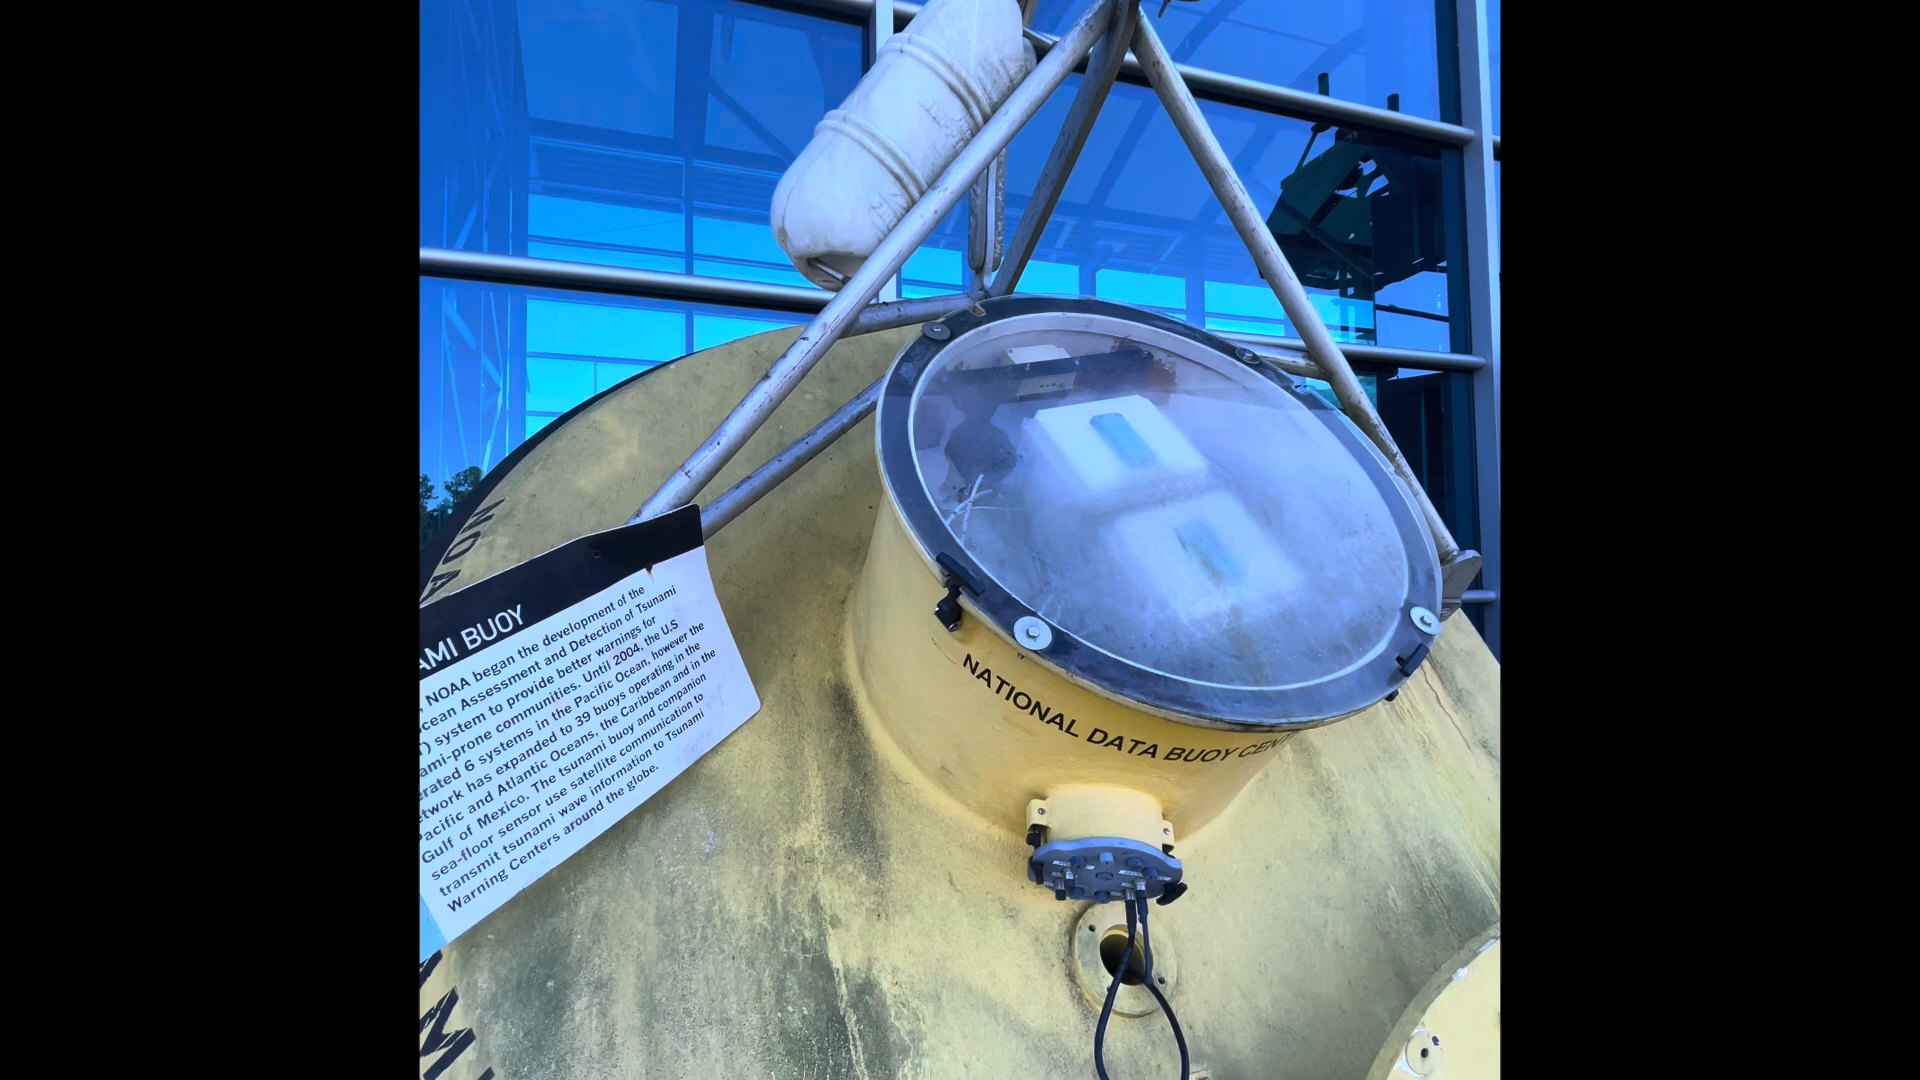 NOAA
AMI BUOY
, NOAA began the development of the
cean Assessment and Detection of Tsunami
T) system to provide better warnings for
ami-prone communities. Until 2004, the U.S
erated 6 systems in the Pacific Ocean, however the
etwork has expanded to 39 buoys operating in the
Pacific and Atlantic Oceans, the Caribbean and in the
Gulf of Mexico. The tsunami buoy and companion
sea-floor sensor use satellite communication to
transmit tsunami wave information to Tsunami
Warning Centers around the globe.
NATIONAL DATA BUOY CENT